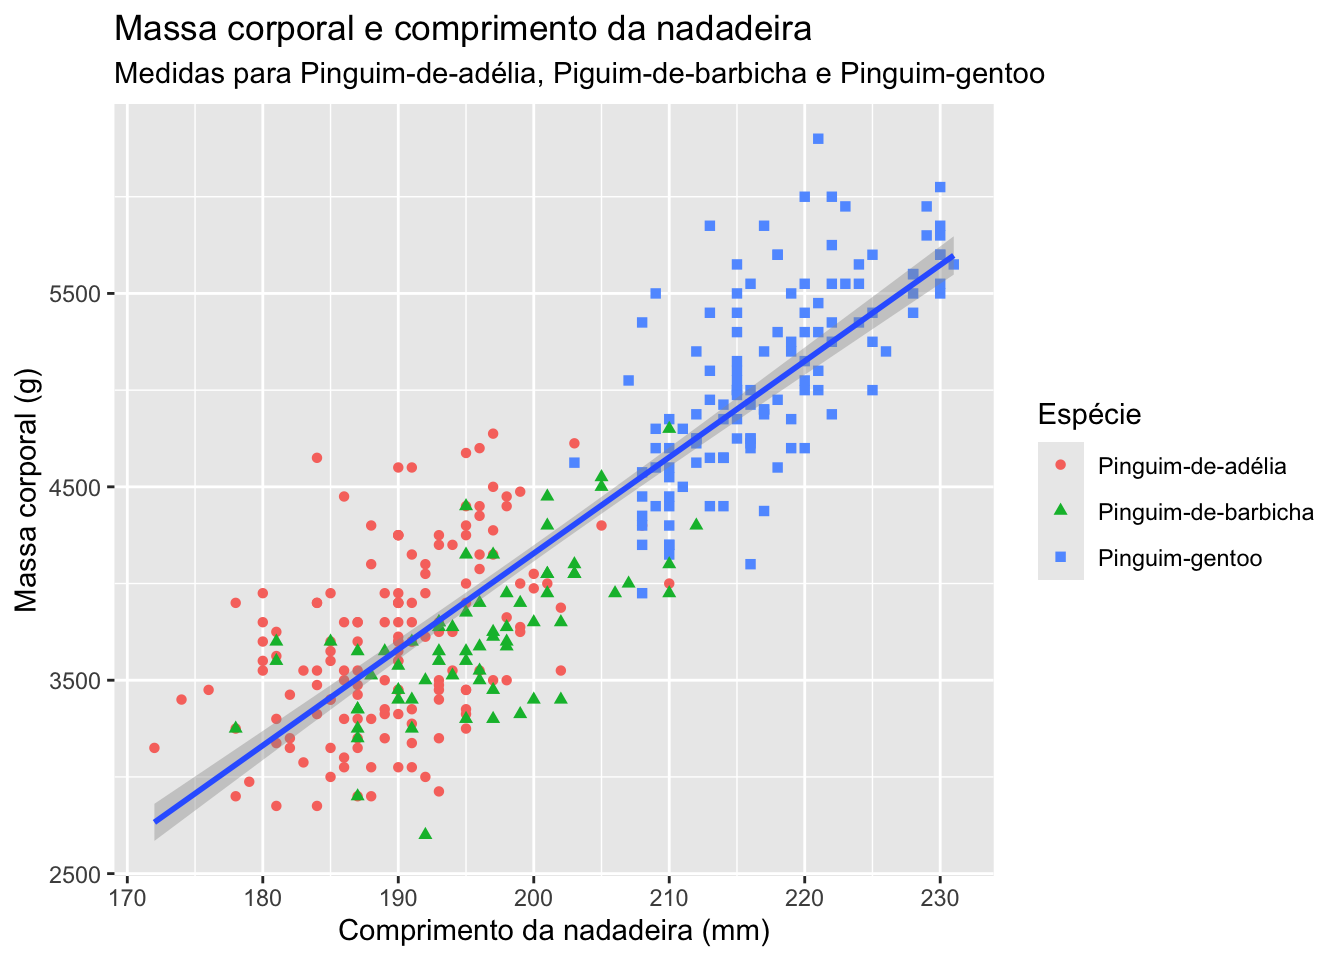 Massa corporal e comprimento da nadadeira
Medidas para Pinguim-de-adélia, Piguim-de-barbicha e Pinguim-gentoo
Massa corporal (g)
5500
4500
3500
2500
170 180 190 200 210 220 230
Comprimento da nadadeira (mm)
Espécie
Pinguim-de-adélia
Pinguim-de-barbicha
Pinguim-gentoo